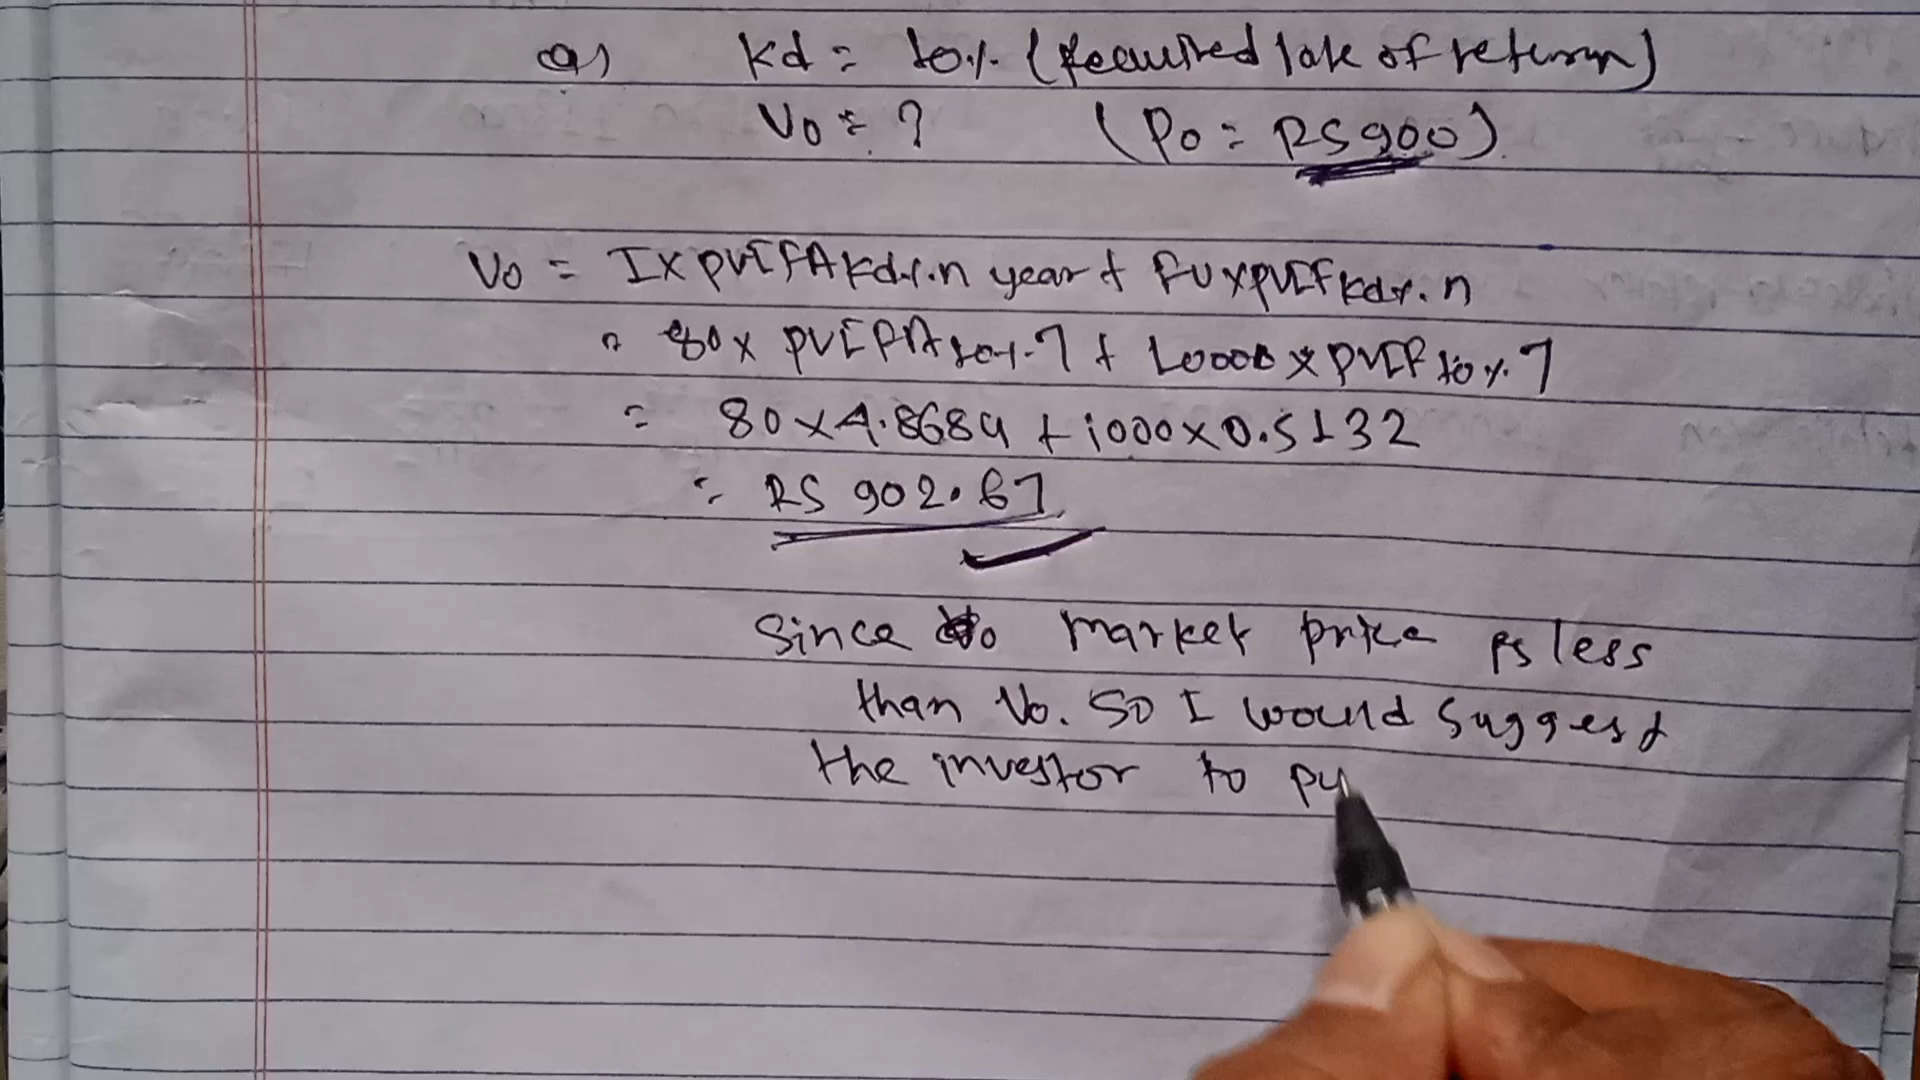 a) Kd = 10% (Required rate of return)
V0 = ? (P0 = RS 900)
V0 = I x PVIFA Kd%.n year + FV x PVIF Kd%.n
= 80 x PVIFA 10%.7 + 1000 x PVIF 10%.7
= 80 x 4.8684 + 1000 x 0.5132
= RS 902.67
Since market price is less
than V0. So I would suggest
the investor to pu